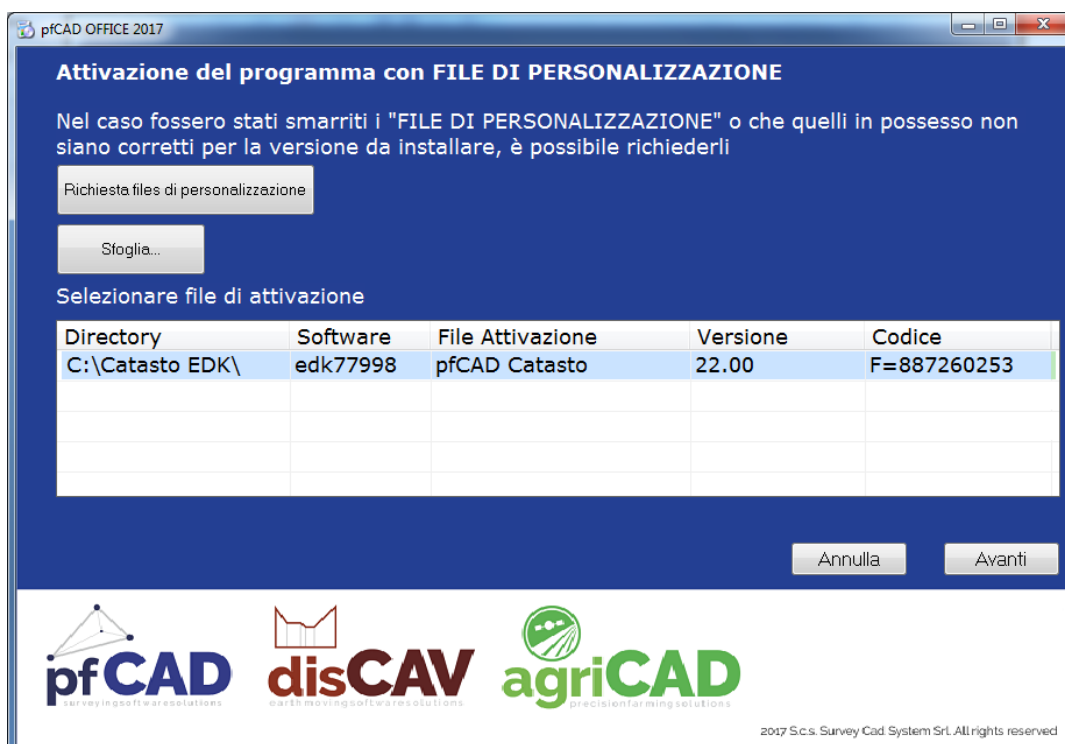 pfCAD OFFICE 2017
Attivazione del programma con FILE DI PERSONALIZZAZIONE
Nel caso fossero stati smarriti i "FILE DI PERSONALIZZAZIONE" o che quelli in possesso non
siano corretti per la versione da installare, è possibile richiederli
Richiesta files di personalizzazione
Sfoglia...
Selezionare file di attivazione
Directory Software File Attivazione Versione Codice
C:\Catasto EDK\ edk77998 pfCAD Catasto 22.00 F=887260253
Annulla Avanti
pfCAD disCAV agriCAD
surveyingsoftwaresolutions earthmovingsoftwaresolutions precisionfarmingsolutions
2017 S.c.s. Survey Cad System Srl. All rights reserved